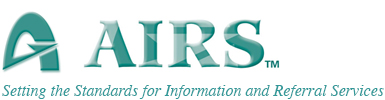 AIRS™
Setting the Standards for Information and Referral Services